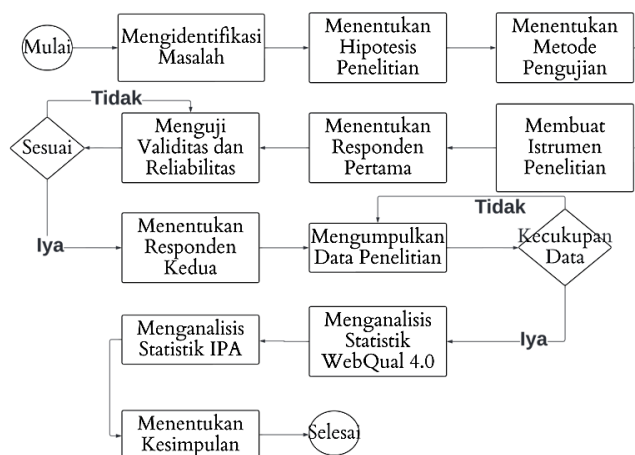 Mulai
Mengidentifikasi
Masalah
Menentukan
Hipotesis
Penelitian
Menentukan
Metode
Pengujian
Tidak
Sesuai
Menguji
Validitas dan
Reliabilitas
Menentukan
Responden
Pertama
Membuat
Istrumen
Penelitian
Iya
Menentukan
Responden
Kedua
Mengumpulkan
Data Penelitian
Tidak
Kecukupan
Data
Menganalisis
Statistik IPA
Menganalisis
Statistik
WebQual 4.0
Iya
Menentukan
Kesimpulan
Selesai